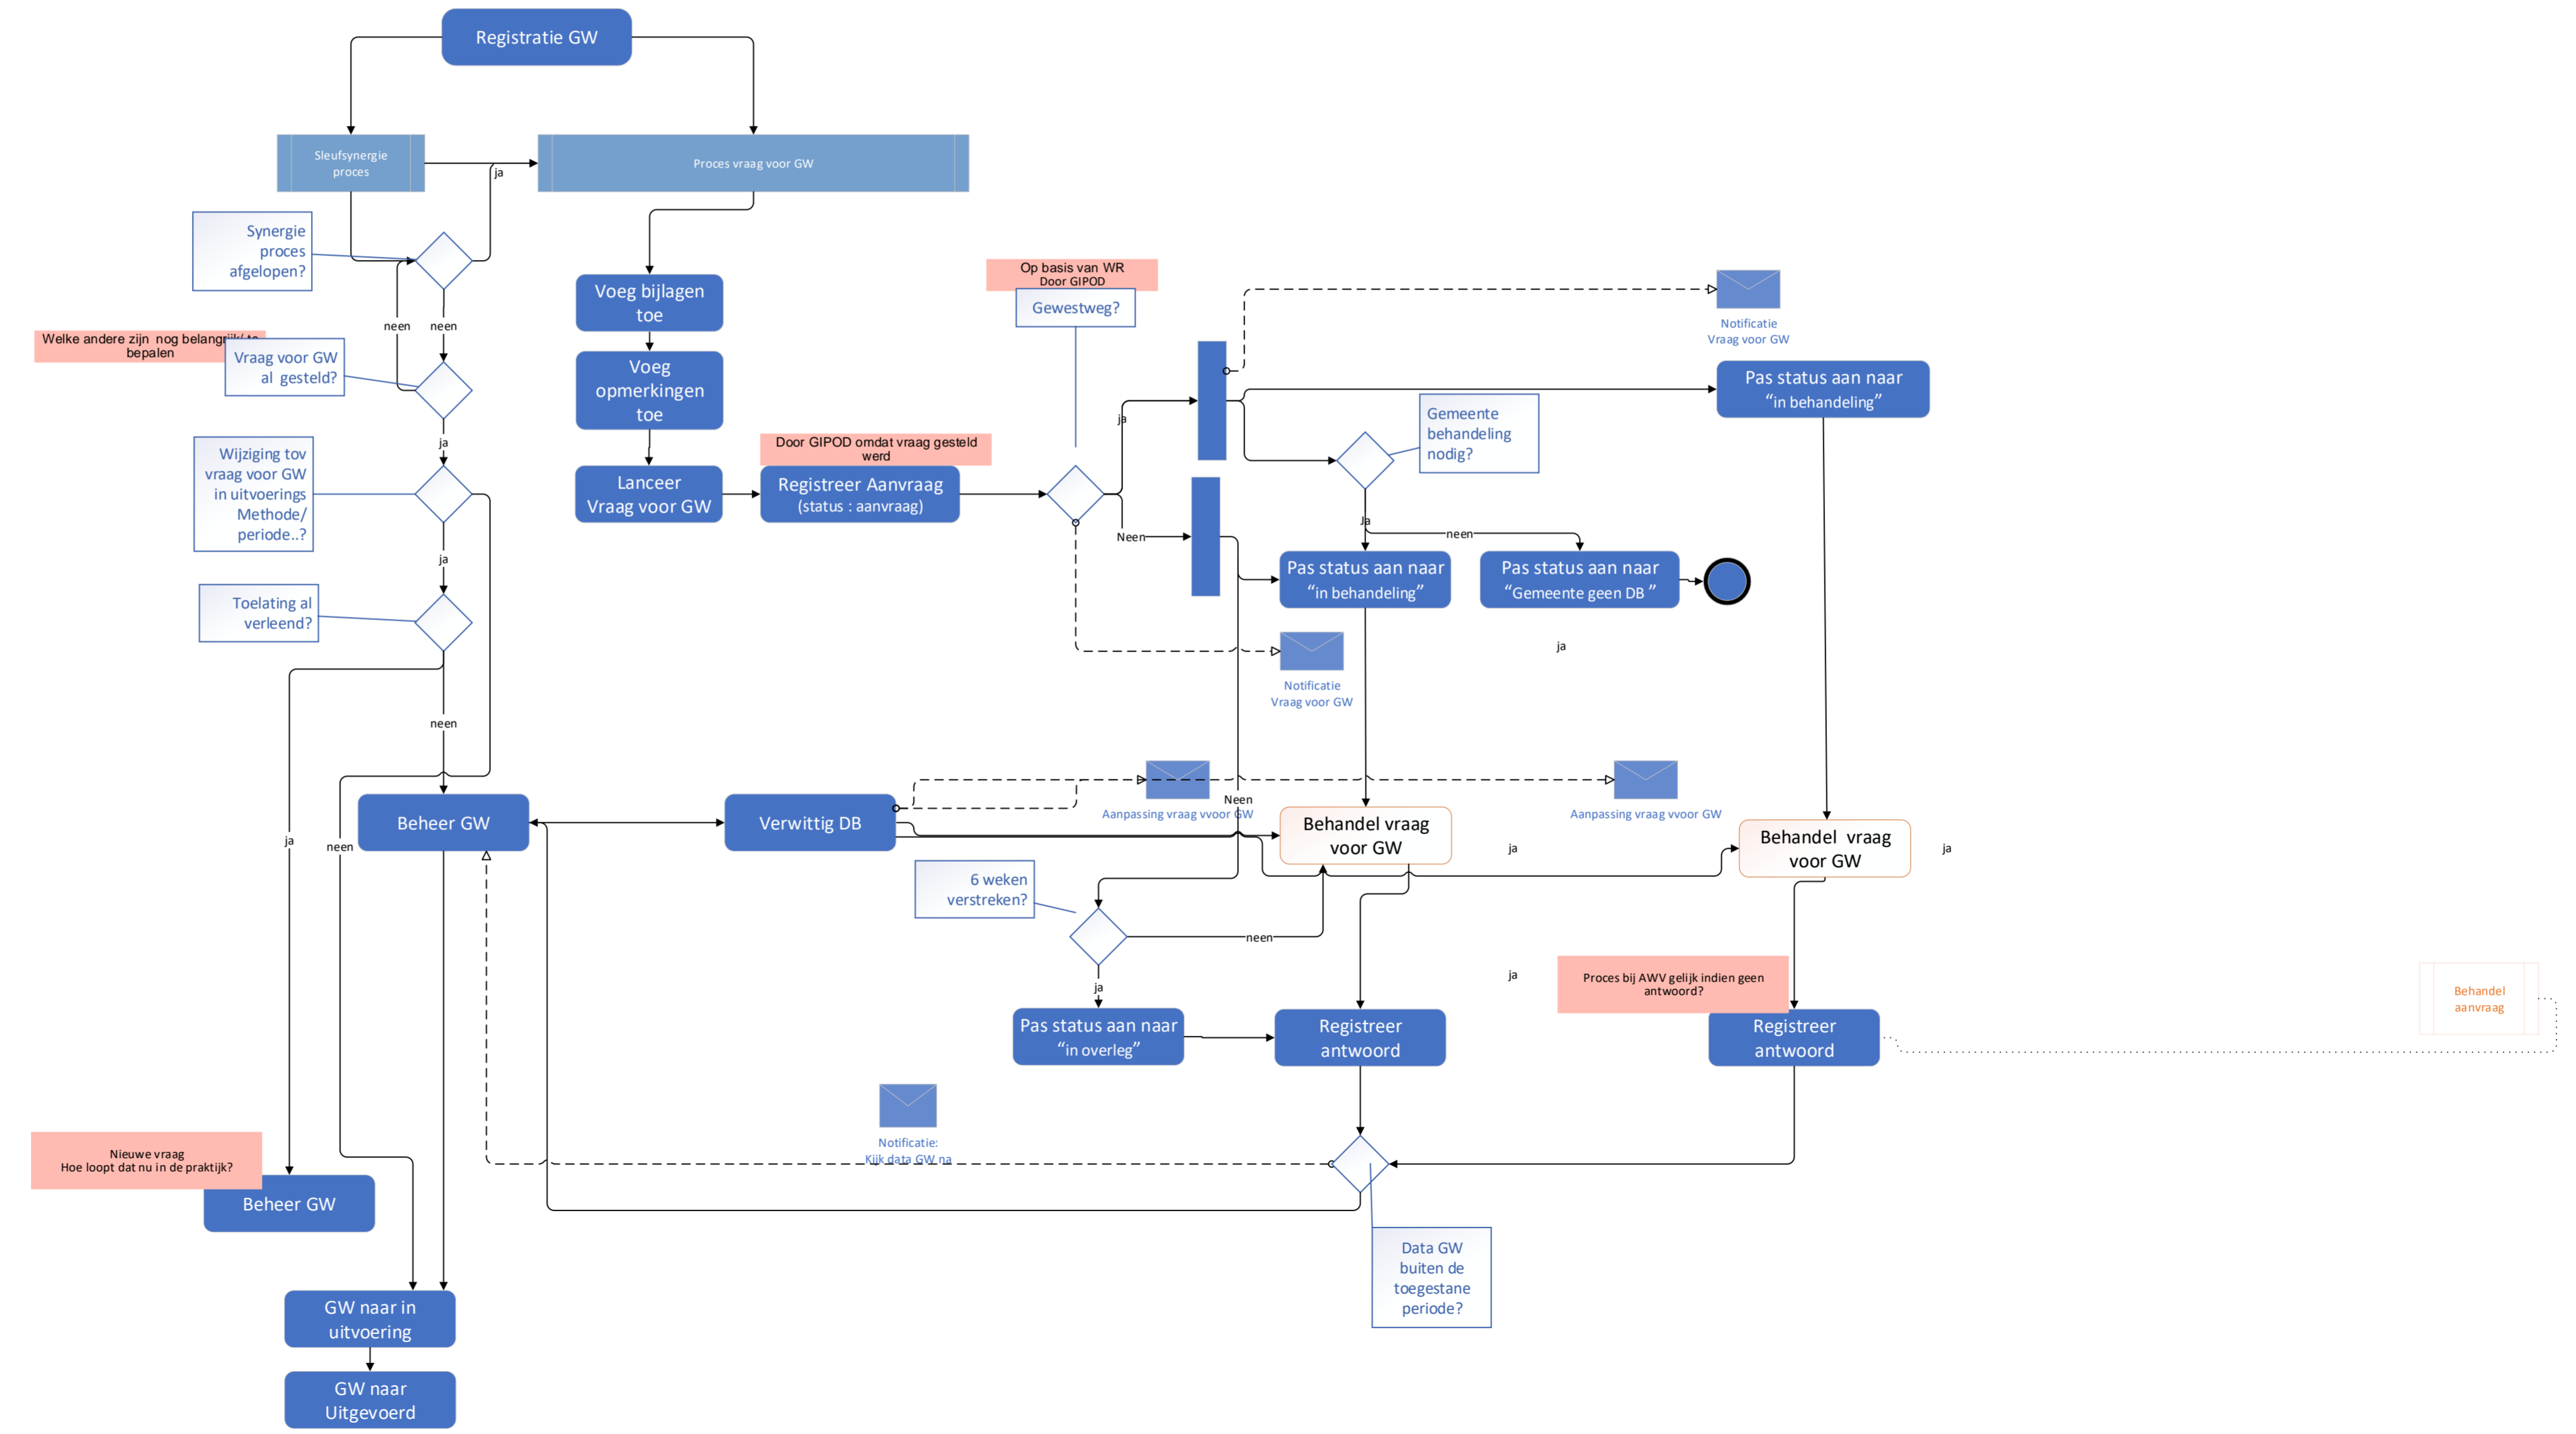 Registratie GW
Sleufsynergie
proces
Proces vraag voor GW
ja
Synergie
proces
afgelopen?
neen
neen
Welke andere zijn  nog belangrijk/ te
bepalen
Vraag voor GW
al  gesteld?
ja
Wijziging tov
vraag voor GW
in uitvoerings
Methode/
periode..?
ja
Toelating al
verleend?
neen
ja
neen
Voeg bijlagen
toe
Voeg
opmerkingen
toe
Lanceer
Vraag voor GW
Door GIPOD omdat vraag gesteld
werd
Registreer Aanvraag
(status : aanvraag)
Op basis van WR
Door GIPOD
Gewestweg?
ja
Neen
Notificatie
Vraag voor GW
Pas status aan naar
“in behandeling”
Gemeente
behandeling
nodig?
Ja
neen
Pas status aan naar
“in behandeling”
Pas status aan naar
“Gemeente geen DB ”
ja
Notificatie
Vraag voor GW
Beheer GW
Verwittig DB
Aanpassing vraag vvoor GW
Neen
Aanpassing vraag vvoor GW
Behandel vraag
voor GW
ja
Behandel  vraag
voor GW
ja
6 weken
verstreken?
neen
ja
ja
Pas status aan naar
“in overleg”
Registreer
antwoord
Proces bij AWV gelijk indien geen
antwoord?
Registreer
antwoord
Behandel
aanvraag
Notificatie:
Kijk data GW na
Nieuwe vraag
Hoe loopt dat nu in de praktijk?
Beheer GW
Data GW
buiten de
toegestane
periode?
GW naar in
uitvoering
GW naar
Uitgevoerd